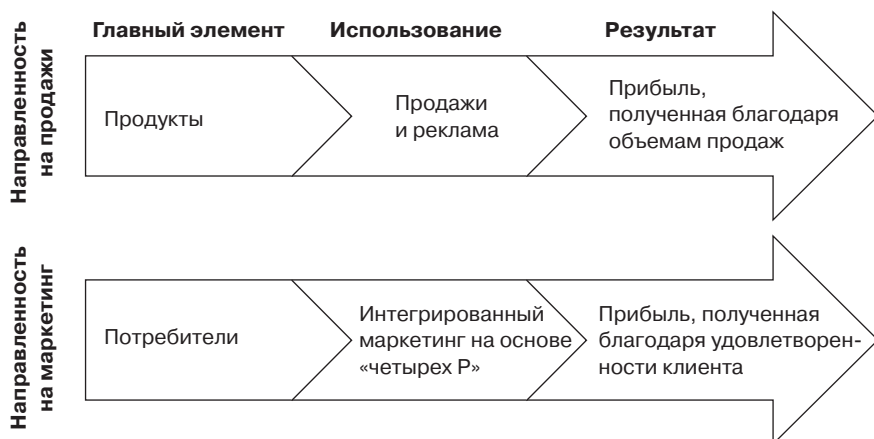 Главный элемент
Использование
Результат
Направленность
на продажи
Продукты
Продажи
и реклама
Прибыль,
полученная благодаря
объемам продаж
Направленность
на маркетинг
Потребители
Интегрированный
маркетинг на основе
«четырех Р»
Прибыль, полученная
благодаря удовлетворен-
ности клиента